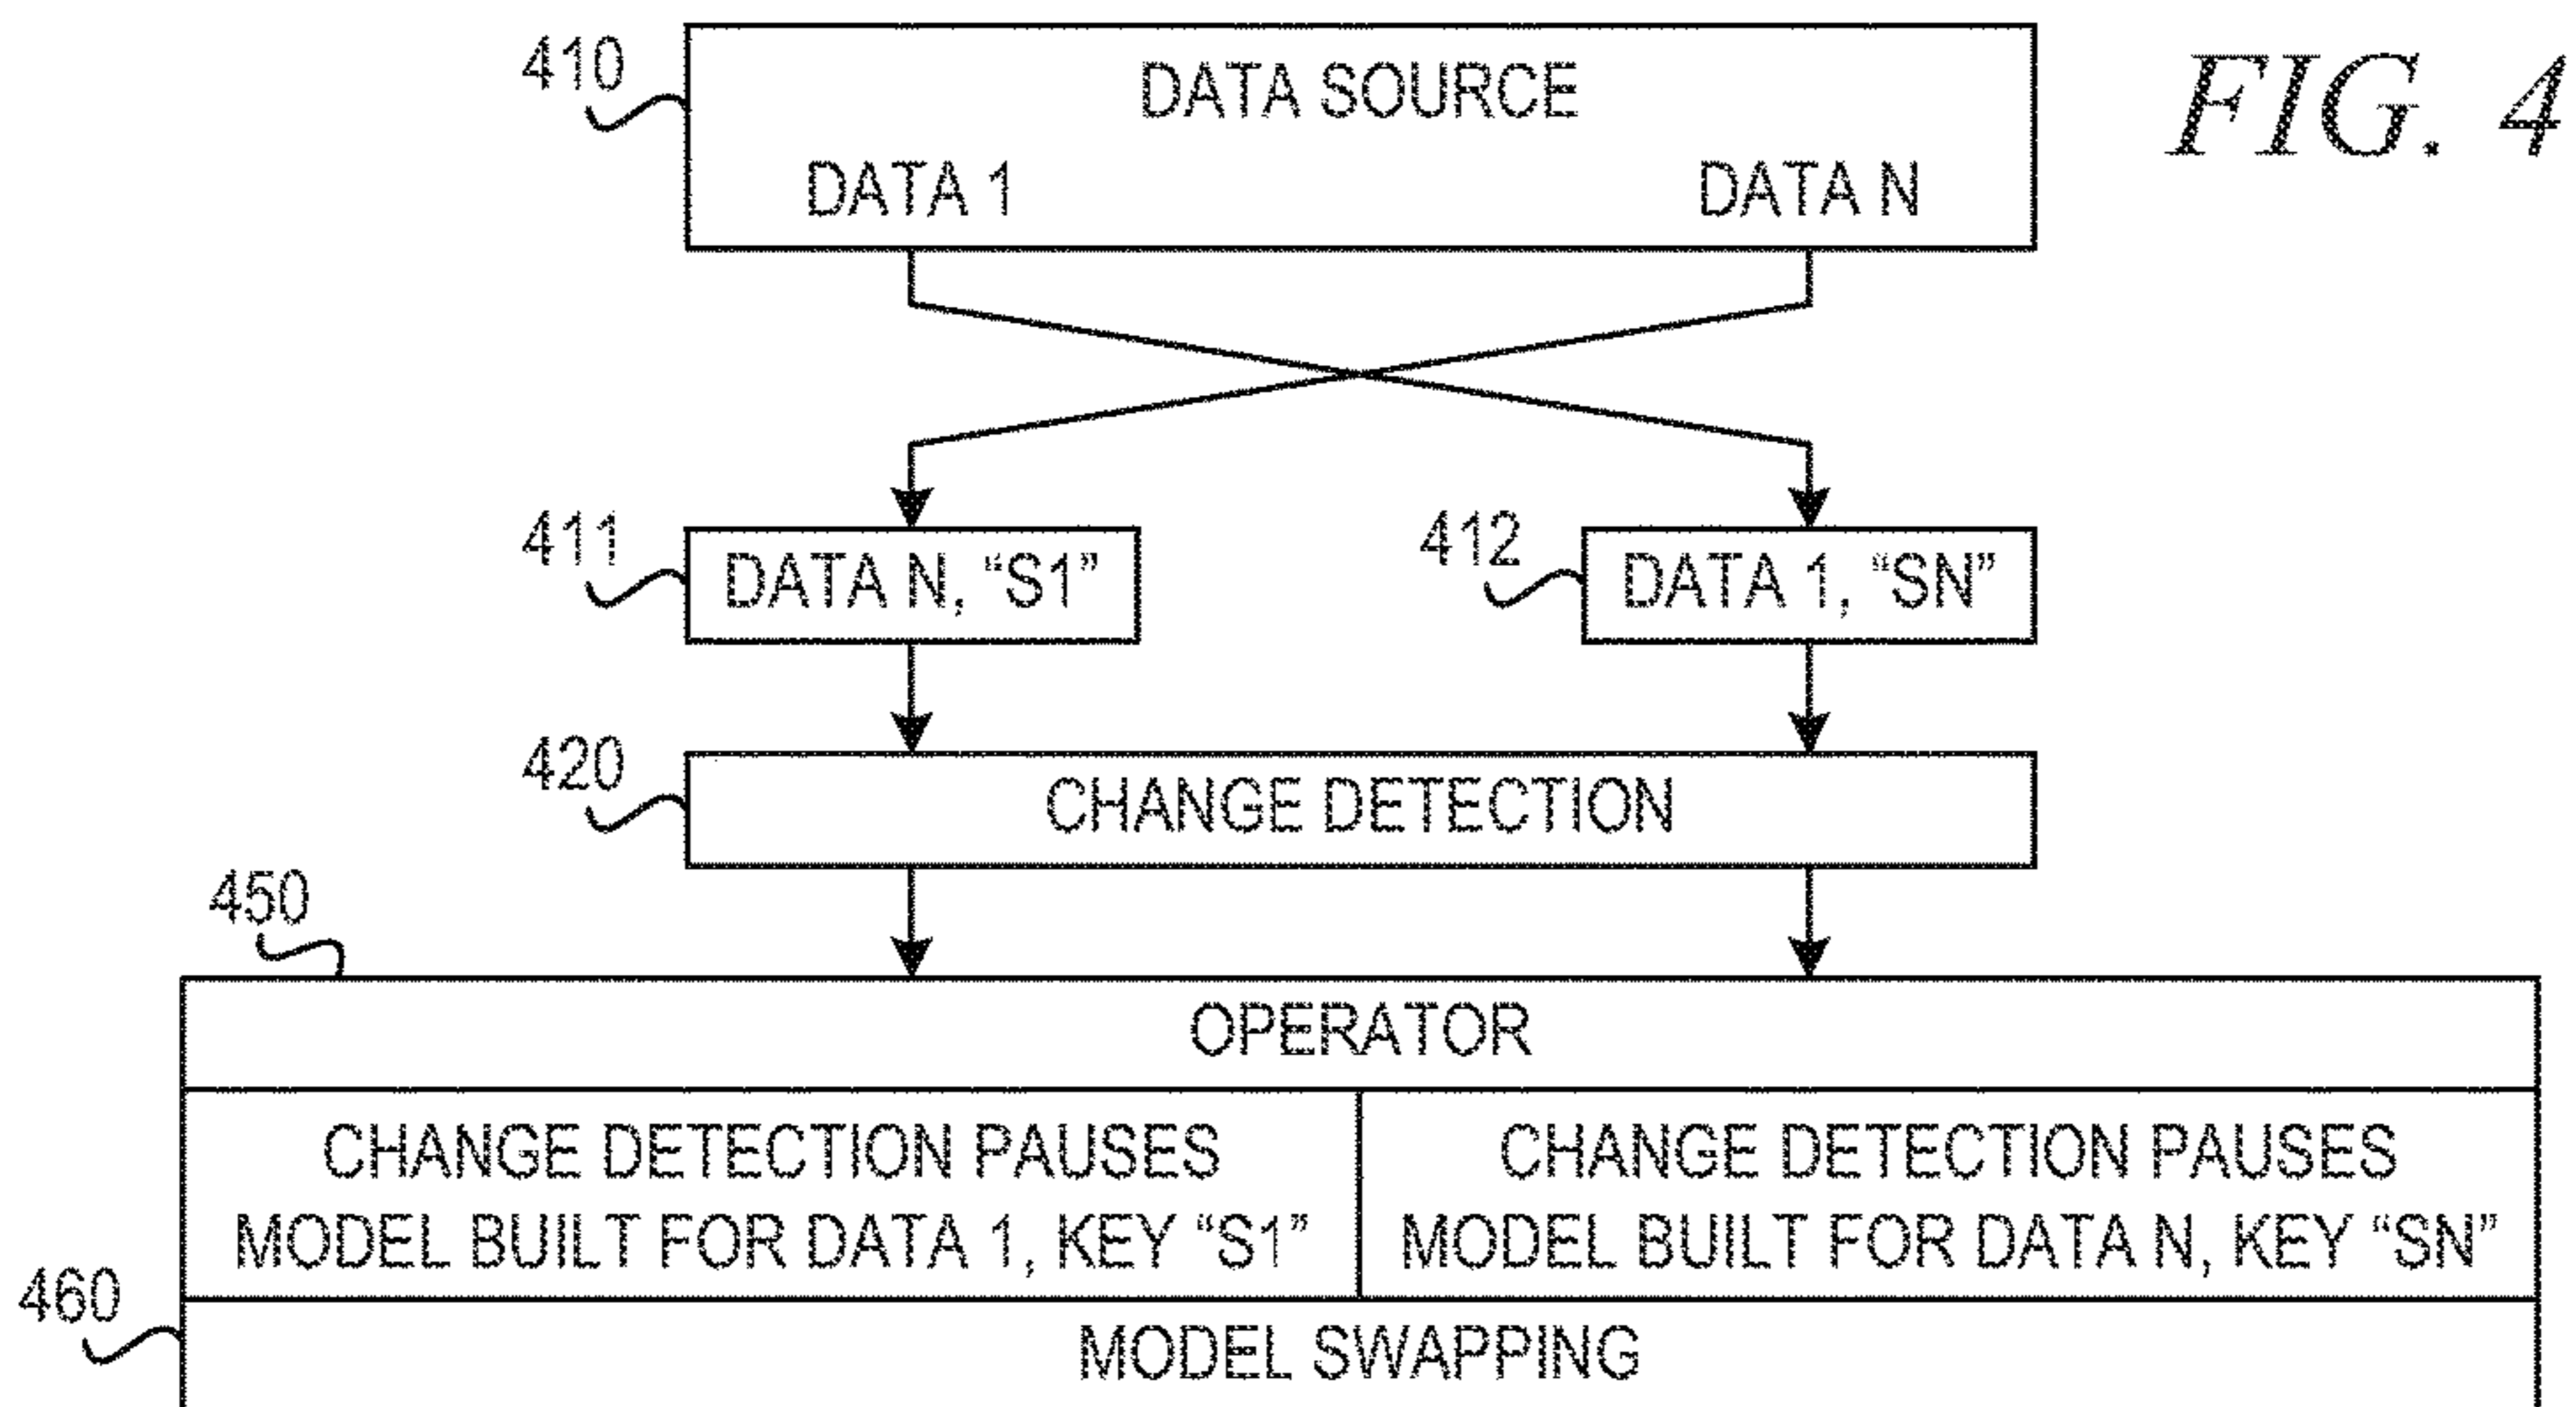 FIG. 4
410
DATA SOURCE
DATA 1
DATA N
411
DATA N, “S1”
412
DATA 1, “SN”
420
CHANGE DETECTION
450
OPERATOR
CHANGE DETECTION PAUSES
MODEL BUILT FOR DATA 1, KEY “S1”
CHANGE DETECTION PAUSES
MODEL BUILT FOR DATA N, KEY “SN”
460
MODEL SWAPPING